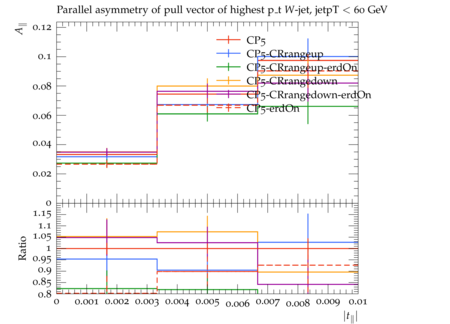 Parallel asymmetry of pull vector of highest p_t W-jet, jetpT < 60 GeV
A∥
0.12
0.1
0.08
0.06
0.04
0.02
0
CP5
CP5-CRrangeup
CP5-CRrangeup-erdOn
CP5-CRrangedown
CP5-CRrangedown-erdOn
CP5-erdOn
Ratio
1.15
1.1
1.05
1
0.95
0.9
0.85
0.8
0 0.001 0.002 0.003 0.004 0.005 0.006 0.007 0.008 0.009 0.01
|t∥|